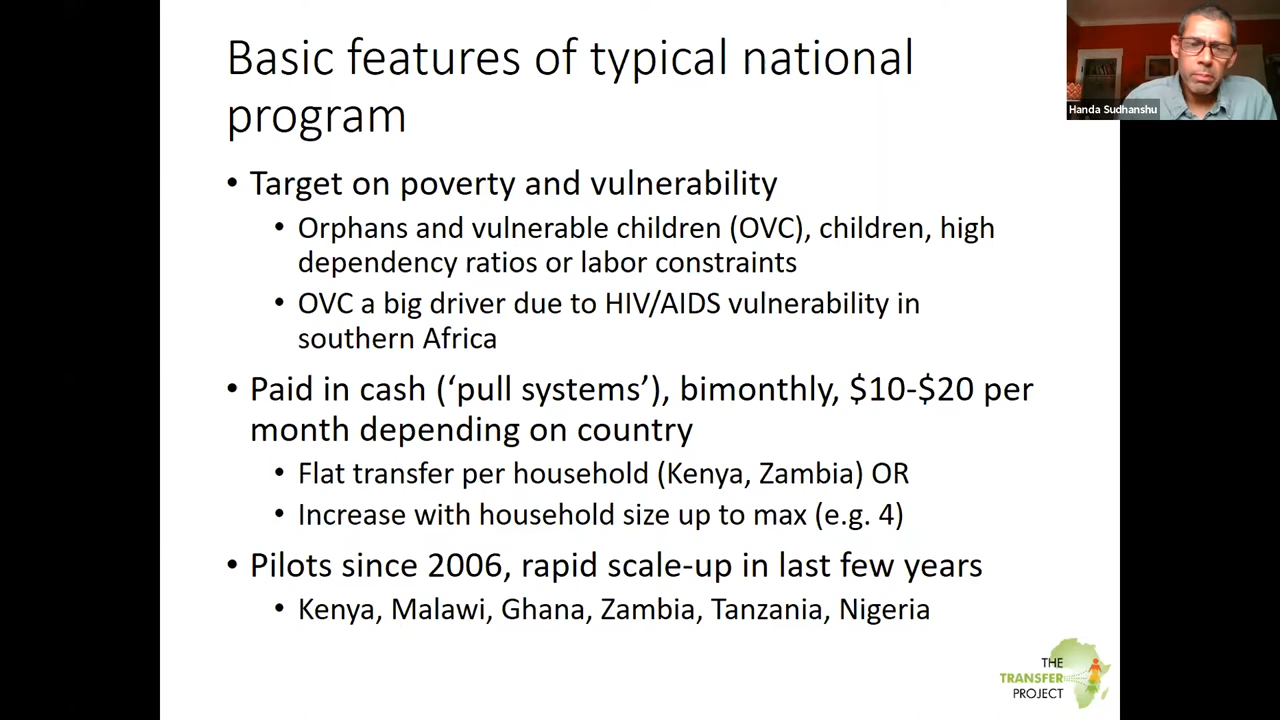 Basic features of typical national
program
• Target on poverty and vulnerability
• Orphans and vulnerable children (OVC), children, high
dependency ratios or labor constraints
• OVC a big driver due to HIV/AIDS vulnerability in
southern Africa
• Paid in cash (‘pull systems’), bimonthly, $10-$20 per
month depending on country
• Flat transfer per household (Kenya, Zambia) OR
• Increase with household size up to max (e.g. 4)
• Pilots since 2006, rapid scale-up in last few years
• Kenya, Malawi, Ghana, Zambia, Tanzania, Nigeria
THE
TRANSFER
PROJECT
Handa Sudhanshu